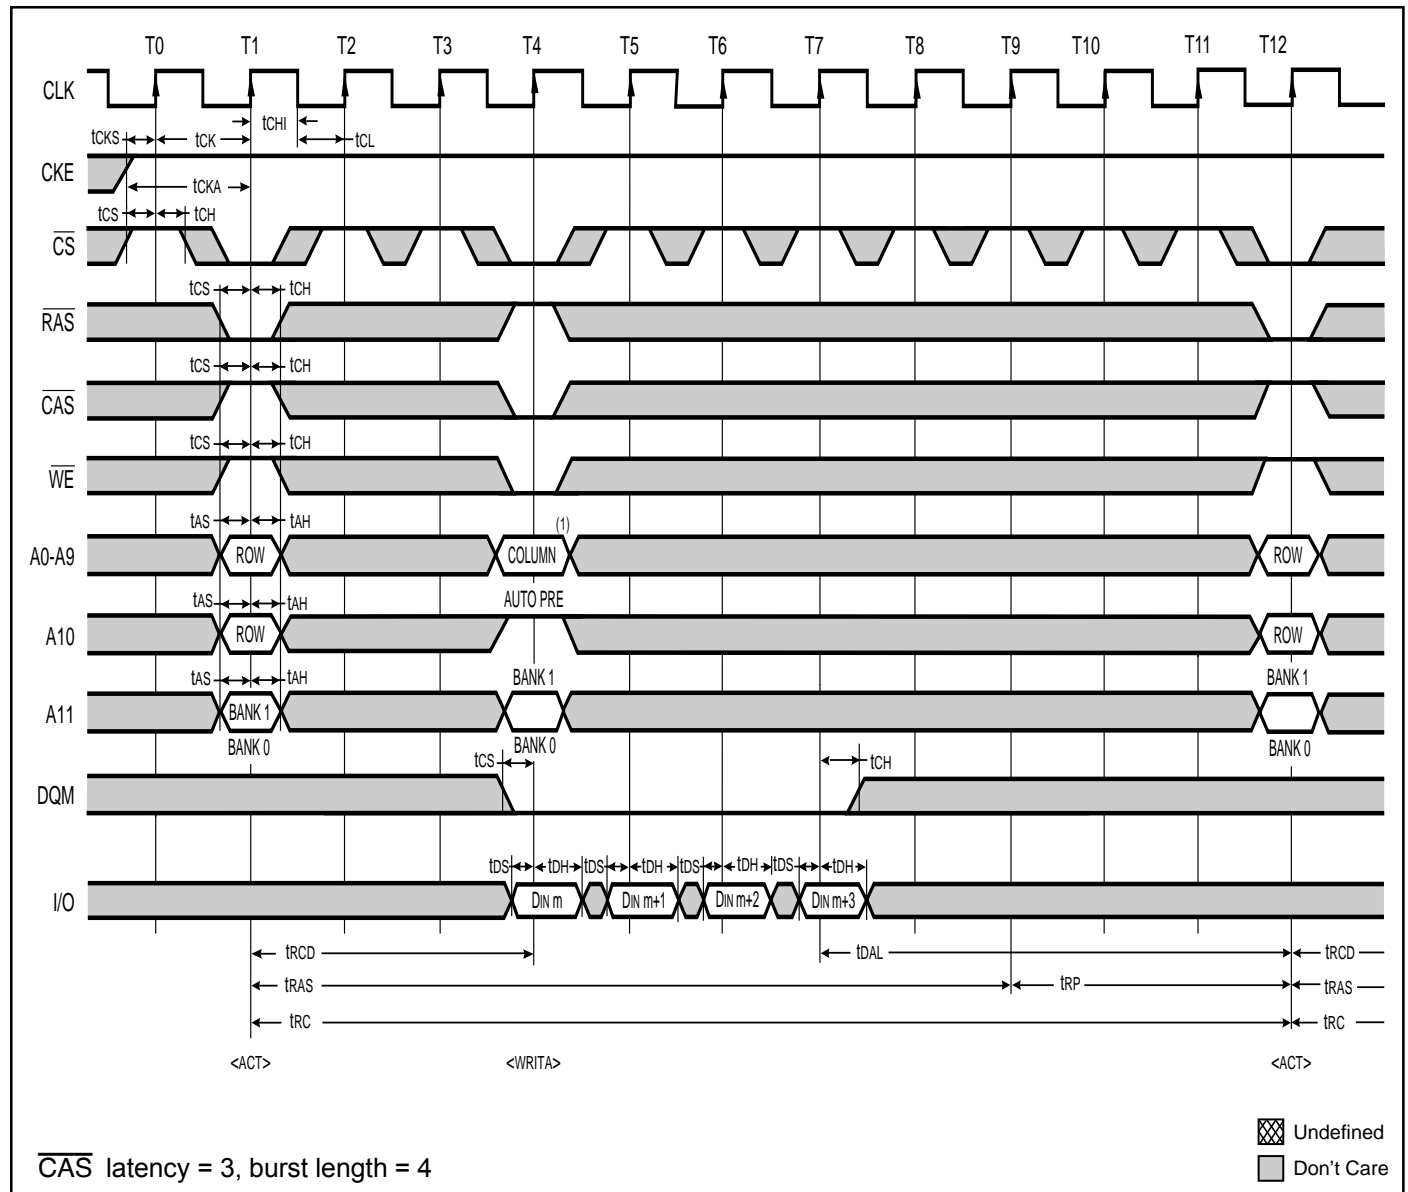 T0 T1 T2 T3 T4 T5 T6 T7 T8 T9 T10 T11 T12
CLK
tCHI
tCKS tCK tCL
CKE
tCKA
tCS tCH
CS
tCS tCH
RAS
tCS tCH
CAS
tCS tCH
WE
tAS tAH (1)
A0-A9 ROW COLUMN ROW
tAS tAH AUTO PRE
A10 ROW ROW
tAS tAH BANK 1 BANK 1
A11 BANK 1
BANK 0 BANK 0 BANK 0
tCS tCH
DQM
tDS tDH tDS tDH tDS tDH tDS tDH
I/O DIN m DIN m+1 DIN m+2 DIN m+3
tRCD tDAL tRCD
tRAS tRP tRAS
tRC tRC
<ACT> <WRITA> <ACT>
Undefined
CAS latency = 3, burst length = 4 Don't Care